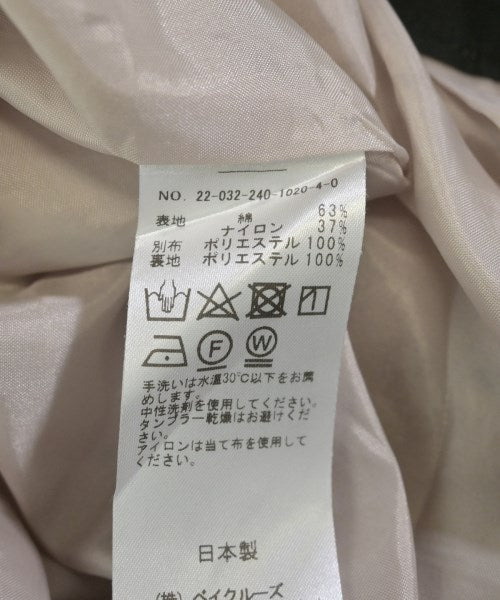 NO. 22-032-240-1020-4-0
表地 綿 63%
ナイロン 37%
別布 ポリエステル 100%
裏地 ポリエステル 100%
F W
手洗いは水温30℃以下をお薦
めします。
中性洗剤を使用してください。
タンブラー乾燥はお避けくだ
さい。
アイロンは当て布を使用して
ください。
日本製
(株) ベイクルーズ